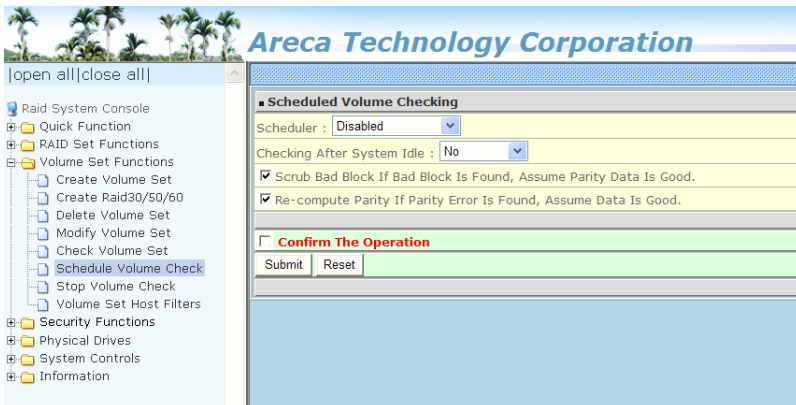 Areca Technology Corporation
|open all|close all|
Raid System Console
Quick Function
RAID Set Functions
Volume Set Functions
Create Volume Set
Create Raid30/50/60
Delete Volume Set
Modify Volume Set
Check Volume Set
Schedule Volume Check
Stop Volume Check
Volume Set Host Filters
Security Functions
Physical Drives
System Controls
Information
Scheduled Volume Checking
Scheduler : Disabled
Checking After System Idle : No
Scrub Bad Block If Bad Block Is Found, Assume Parity Data Is Good.
Re-compute Parity If Parity Error Is Found, Assume Data Is Good.
Confirm The Operation
Submit Reset